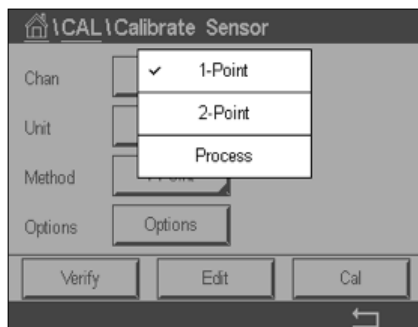 \CAL\Calibrate Sensor
Chan
✓ 1-Point
2-Point
Unit
Process
Method
Options Options
Verify Edit Cal